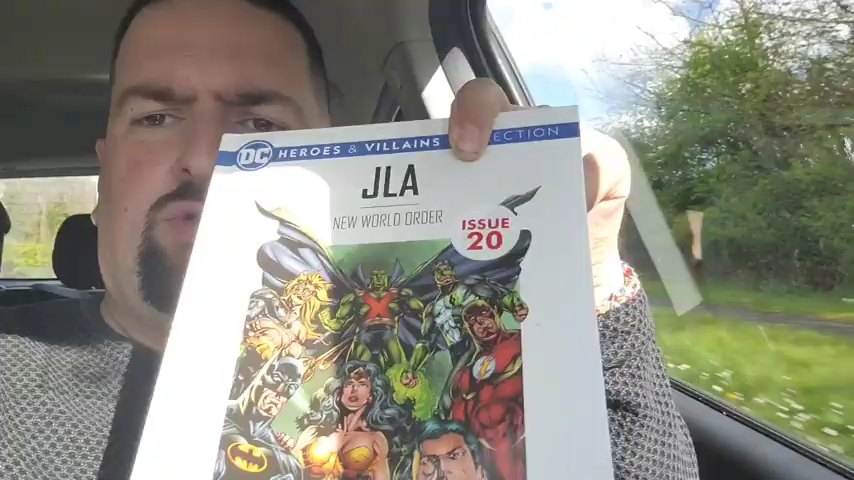 DC HEROES & VILLAINS ECTION
JLA
NEW WORLD ORDER
ISSUE
20